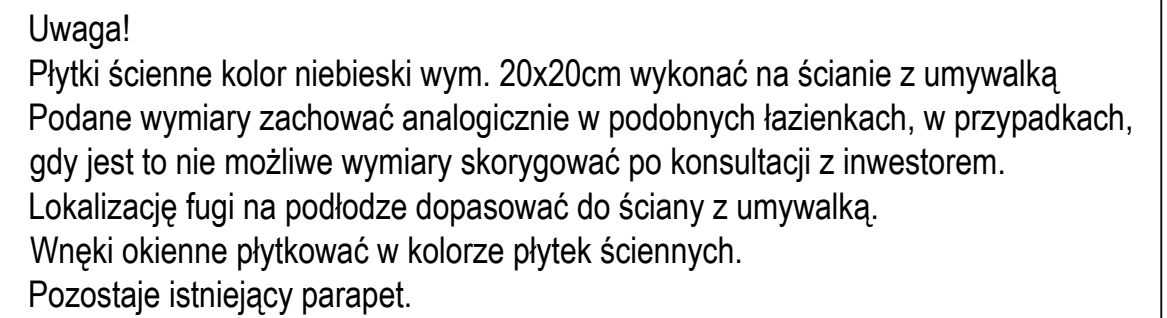 Uwaga!
Płytki ścienne kolor niebieski wym. 20x20cm wykonać na ścianie z umywalką
Podane wymiary zachować analogicznie w podobnych łazienkach, w przypadkach,
gdy jest to nie możliwe wymiary skorygować po konsultacji z inwestorem.
Lokalizację fugi na podłodze dopasować do ściany z umywalką.
Wnęki okienne płytkować w kolorze płytek ściennych.
Pozostaje istniejący parapet.